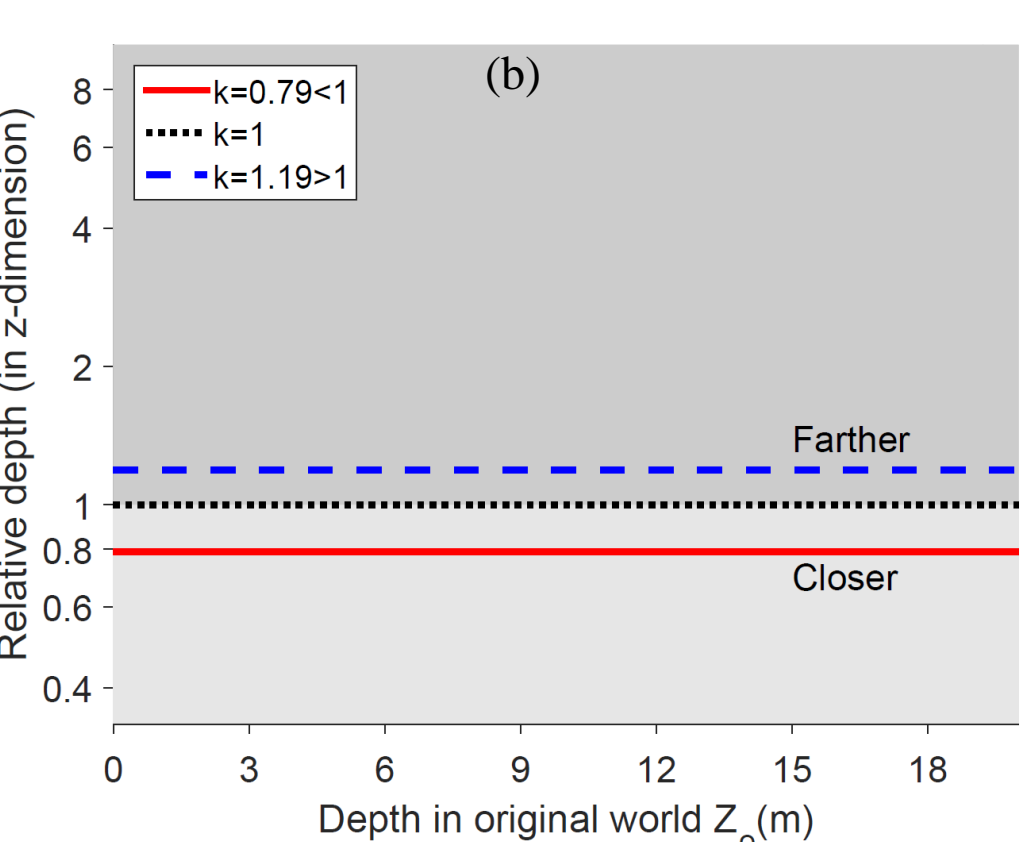 (b)
k=0.79<1
k=1
k=1.19>1
8
6
4
2
1
0.8
0.6
0.4
Relative depth (in z-dimension)
Farther
Closer
0 3 6 9 12 15 18
Depth in original world Zo(m)